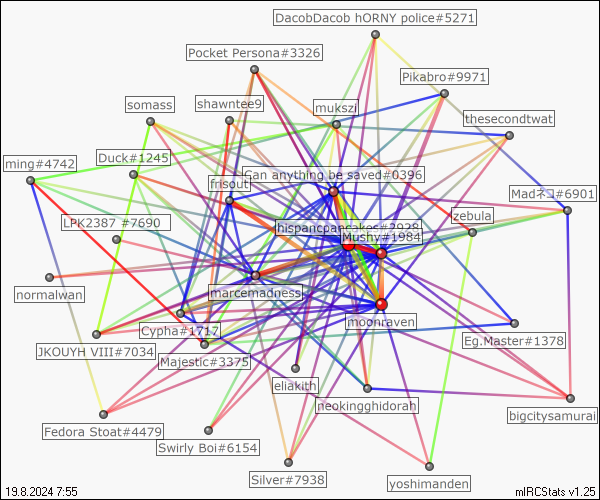 DacobDacob hORNY police#5271
Pocket Persona#3326
Pikabro#9971
somass
shawntee9
mukszi
thesecondtwat
ming#4742
Duck#1245
Can anything be saved#0396
frisout
Madネコ#6901
LPK2387 #7690
zebula
Mushy#1984
normalwan
marcemadness
moonraven
Cypha#1717
Eg.Master#1378
JKOUYH VIII#7034
Majestic#3375
eliakith
neokingghidorah
bigcitysamurai
Fedora Stoat#4479
Swirly Boi#6154
Silver#7938
yoshimanden
19.8.2024 7:55
mIRCStats v1.25